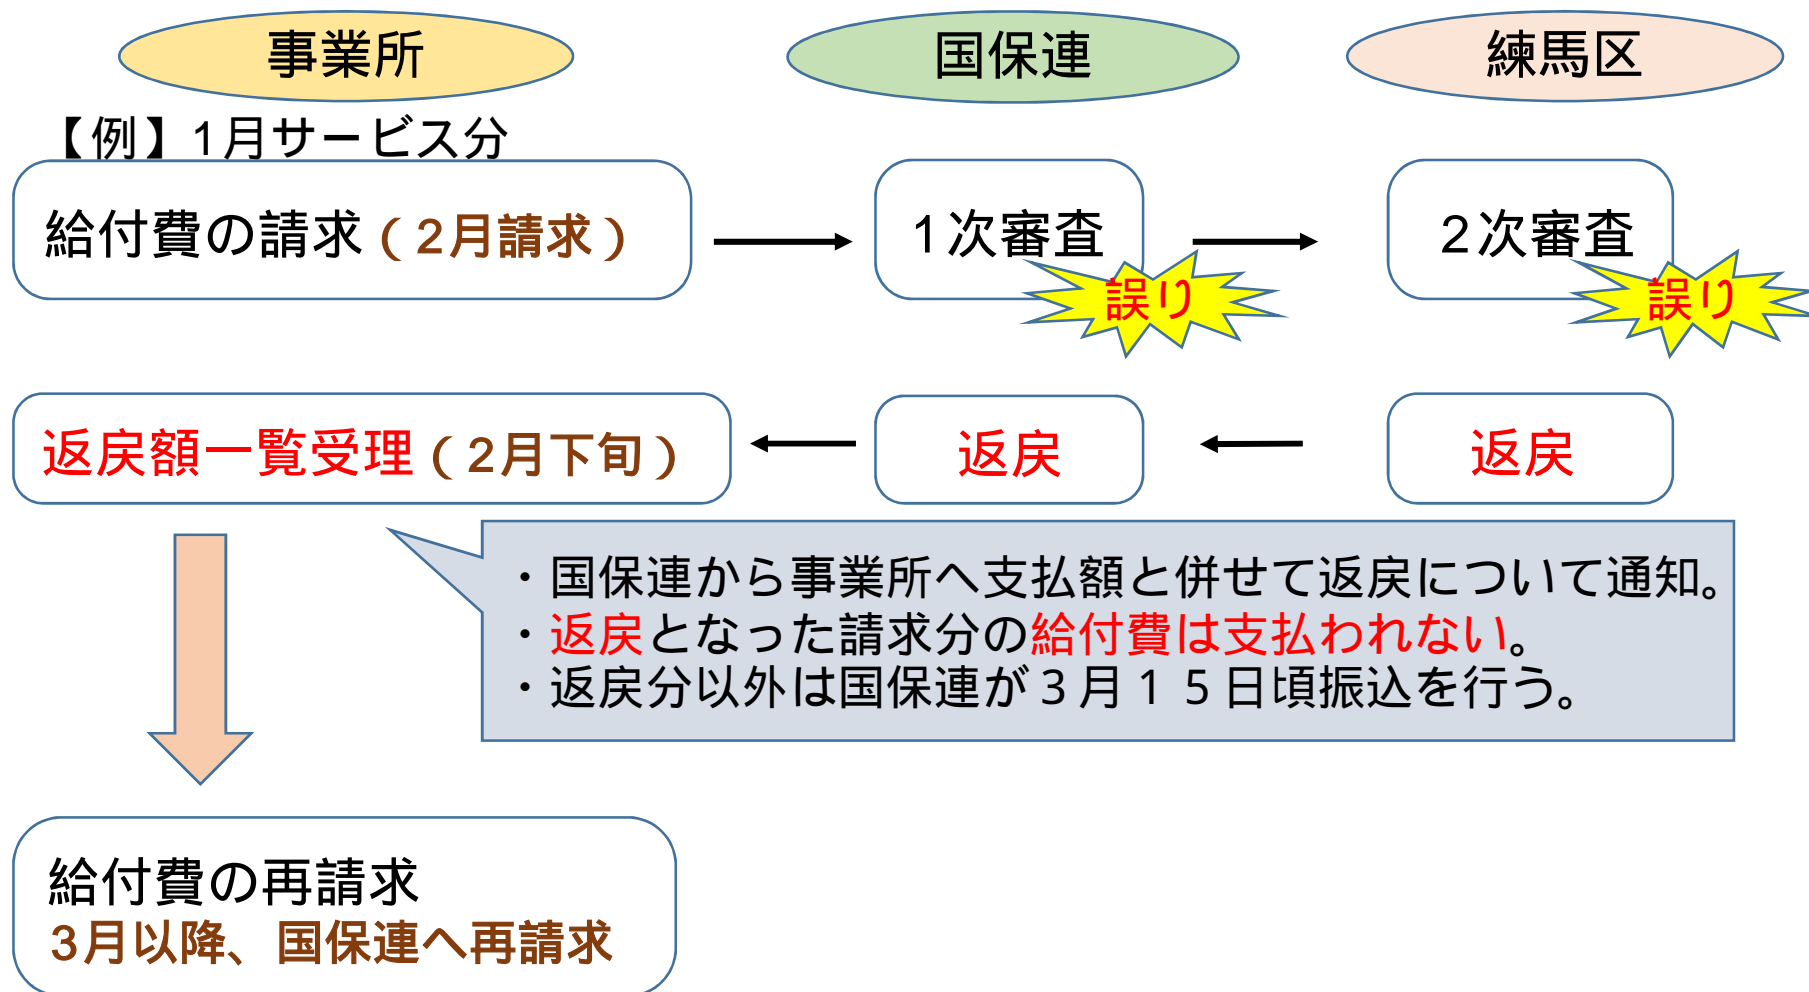 事業所
国保連
練馬区
【例】1月サービス分
給付費の請求（2月請求）
1次審査
2次審査
誤り
誤り
返戻額一覧受理（2月下旬）
返戻
返戻
・国保連から事業所へ支払額と併せて返戻について通知。
・返戻となった請求分の給付費は支払われない。
・返戻分以外は国保連が３月１５日頃振込を行う。
給付費の再請求
3月以降、国保連へ再請求